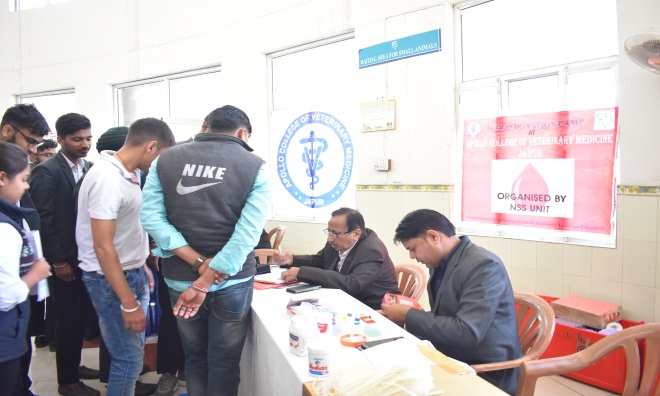 WAITING AREA FOR SMALL ANIMALS
APOLLO COLLEGE OF VETERINARY MEDICINE
JAIPUR
BLOOD DONATION CAMP
AT
APOLLO COLLEGE OF VETERINARY MEDICINE
JAIPUR
ORGANISED BY
NSS UNIT
NIKE